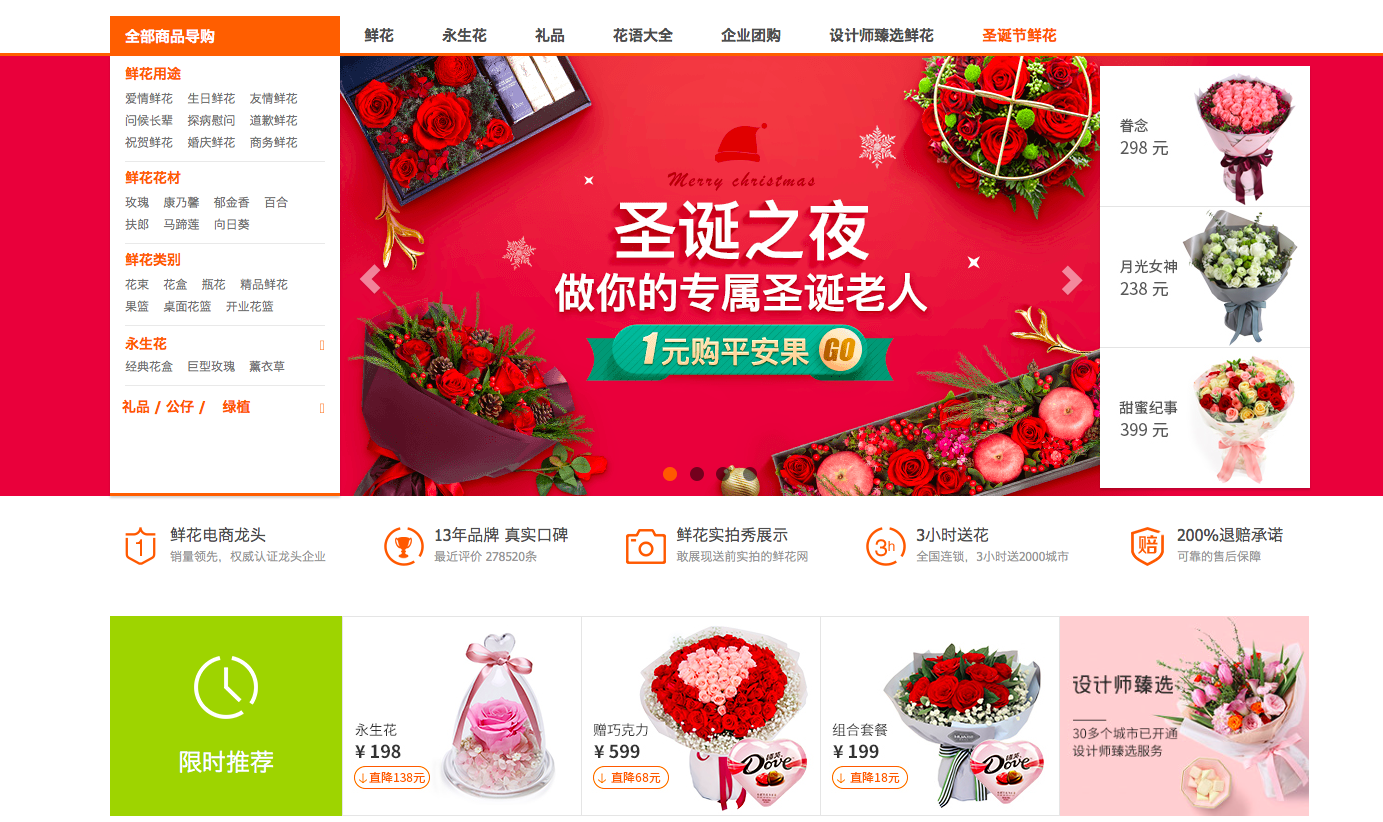 全部商品导购
鲜花 永生花 礼品 花语大全 企业团购 设计师臻选鲜花 圣诞节鲜花
鲜花用途
爱情鲜花 生日鲜花 友情鲜花
问候长辈 探病慰问 道歉鲜花
祝贺鲜花 婚庆鲜花 商务鲜花
鲜花花材
玫瑰 康乃馨 郁金香 百合
扶郎 马蹄莲 向日葵
鲜花类别
花束 花盒 瓶花 精品鲜花
果篮 桌面花篮 开业花篮
永生花
经典花盒 巨型玫瑰 薰衣草
礼品 / 公仔 / 绿植
Merry christmas
圣诞之夜
做你的专属圣诞老人
1元购平安果 GO
眷念
298 元
月光女神
238 元
甜蜜纪事
399 元
1
鲜花电商龙头
销量领先，权威认证龙头企业
13年品牌 真实口碑
最近评价 278520条
鲜花实拍秀展示
敢展现送前实拍的鲜花网
3h
3小时送花
全国连锁，3小时送2000城市
赔
200%退赔承诺
可靠的售后保障
限时推荐
永生花
¥ 198
↓直降138元
赠巧克力
¥ 599
↓直降68元
德芙
Dove
组合套餐
¥ 199
↓直降18元
德芙
Dove
设计师臻选
30多个城市已开通
设计师臻选服务